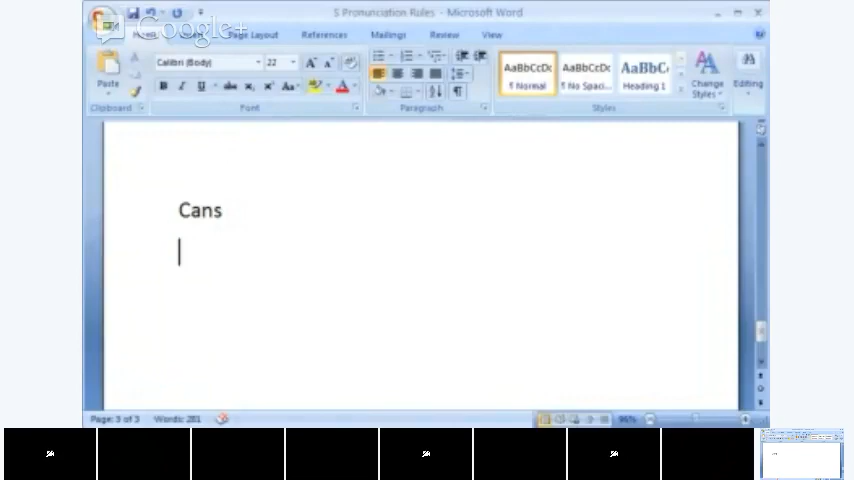 S Pronunciation Rules - Microsoft Word
Google+
Page Layout
References
Mailings
Review
View
Calibri (Body)
22
AaBbCcDc
AaBbCcDc
AaBbC
Paste
¶ Normal
¶ No Spaci...
Heading 1
Change
Styles
Editing
Clipboard
Font
Paragraph
Styles
Cans
Page: 3 of 3
Words: 281
96%